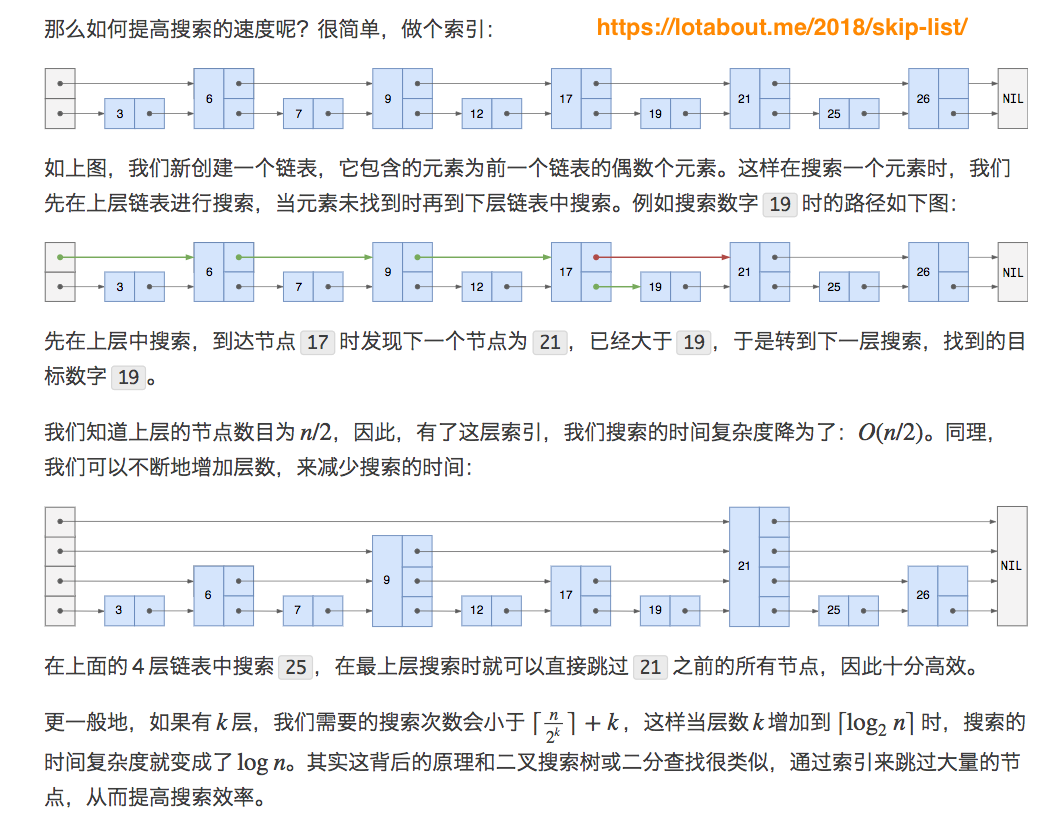 那么如何提高搜索的速度呢？很简单，做个索引：
https://lotabout.me/2018/skip-list/
3 6 7 9 12 17 19 21 25 26 NIL
如上图，我们新创建一个链表，它包含的元素为前一个链表的偶数个元素。这样在搜索一个元素时，我们
先在上层链表进行搜索，当元素未找到时再到下层链表中搜索。例如搜索数字 19 时的路径如下图：
3 6 7 9 12 17 19 21 25 26 NIL
先在上层中搜索，到达节点 17 时发现下一个节点为 21，已经大于 19，于是转到下一层搜索，找到的目
标数字 19。
我们知道上层的节点数目为 n/2，因此，有了这层索引，我们搜索的时间复杂度降为了：O(n/2)。同理，
我们可以不断地增加层数，来减少搜索的时间：
3 6 7 9 12 17 19 21 25 26 NIL
在上面的 4 层链表中搜索 25，在最上层搜索时就可以直接跳过 21 之前的所有节点，因此十分高效。
更一般地，如果有 k 层，我们需要的搜索次数会小于 ⌈n/2^k⌉ + k，这样当层数 k 增加到 ⌈log₂ n⌉ 时，搜索的
时间复杂度就变成了 log n。其实这背后的原理和二叉搜索树或二分查找很类似，通过索引来跳过大量的节
点，从而提高搜索效率。